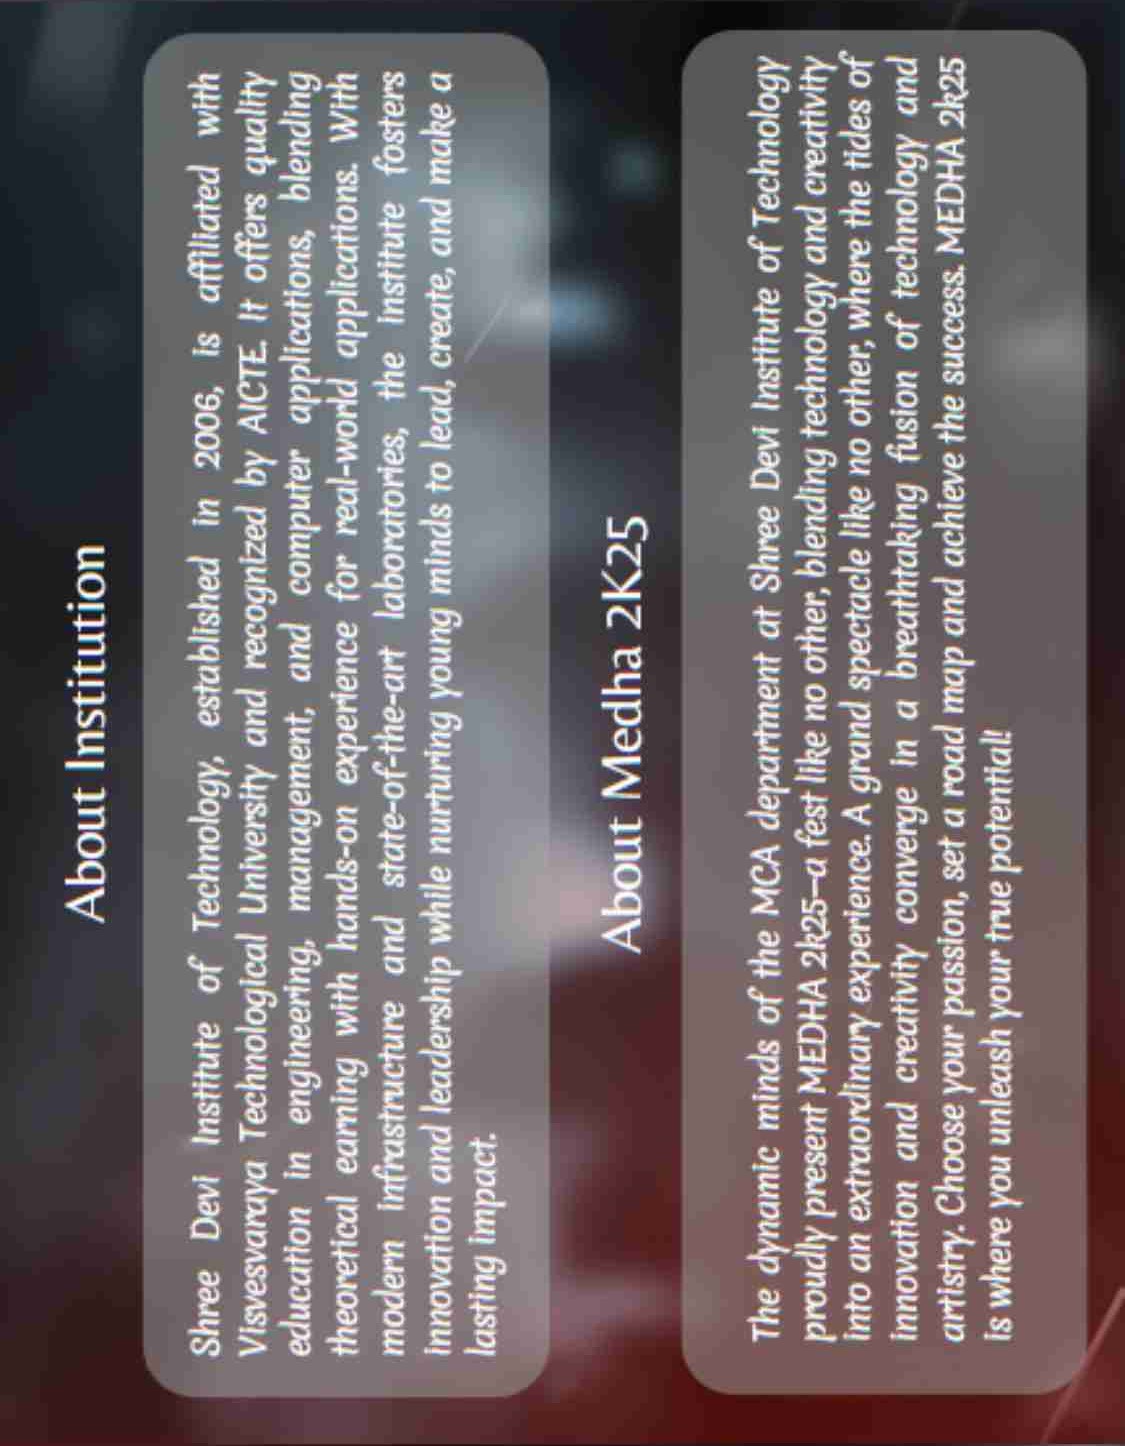 About Institution
Shree Devi Institute of Technology, established in 2006, is affiliated with
Visvesvaraya Technological University and recognized by AICTE. It offers quality
education in engineering, management, and computer applications, blending
theoretical earning with hands-on experience for real-world applications. With
modern infrastructure and state-of-the-art laboratories, the institute fosters
innovation and leadership while nurturing young minds to lead, create, and make a
lasting impact.
About Medha 2K25
The dynamic minds of the MCA department at Shree Devi Institute of Technology
proudly present MEDHA 2k25—a fest like no other, blending technology and creativity
into an extraordinary experience. A grand spectacle like no other, where the tides of
innovation and creativity converge in a breathtaking fusion of technology and
artistry. Choose your passion, set a road map and achieve the success. MEDHA 2k25
is where you unleash your true potential!